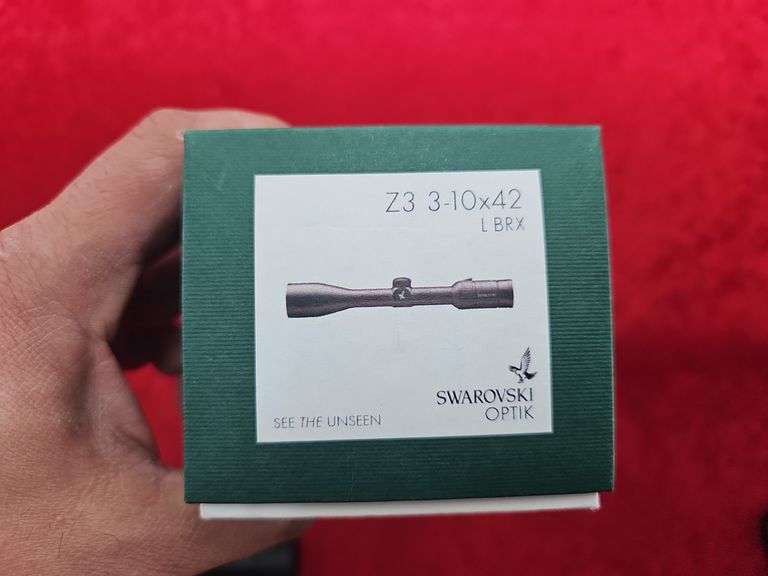 Z3 3-10x42
L BRX
SEE THE UNSEEN
SWAROVSKI
OPTIK